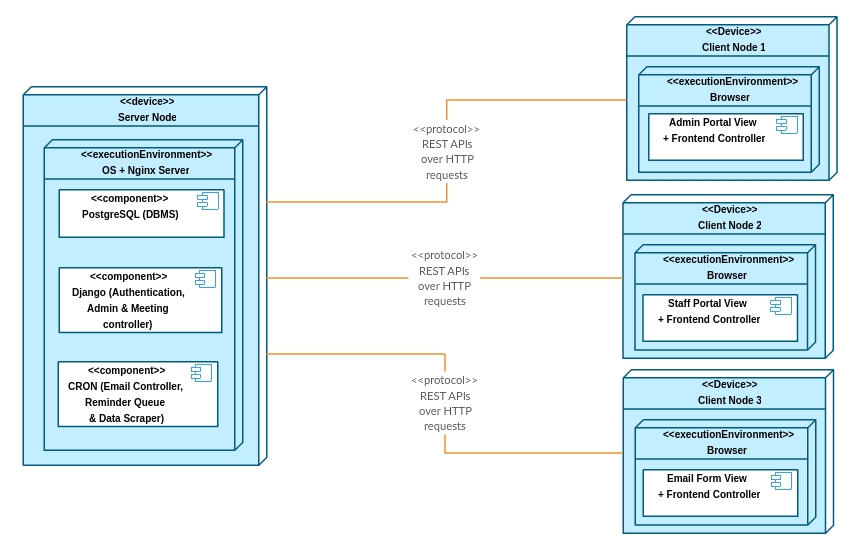 <<device>>
Server Node
<<executionEnvironment>>
OS + Nginx Server
<<component>>
PostgreSQL (DBMS)
<<component>>
Django (Authentication,
Admin & Meeting
controller)
<<component>>
CRON (Email Controller,
Reminder Queue
& Data Scraper)
<<protocol>>
REST APIs
over HTTP
requests
<<protocol>>
REST APIs
over HTTP
requests
<<protocol>>
REST APIs
over HTTP
requests
<<Device>>
Client Node 1
<<executionEnvironment>>
Browser
Admin Portal View
+ Frontend Controller
<<Device>>
Client Node 2
<<executionEnvironment>>
Browser
Staff Portal View
+ Frontend Controller
<<Device>>
Client Node 3
<<executionEnvironment>>
Browser
Email Form View
+ Frontend Controller